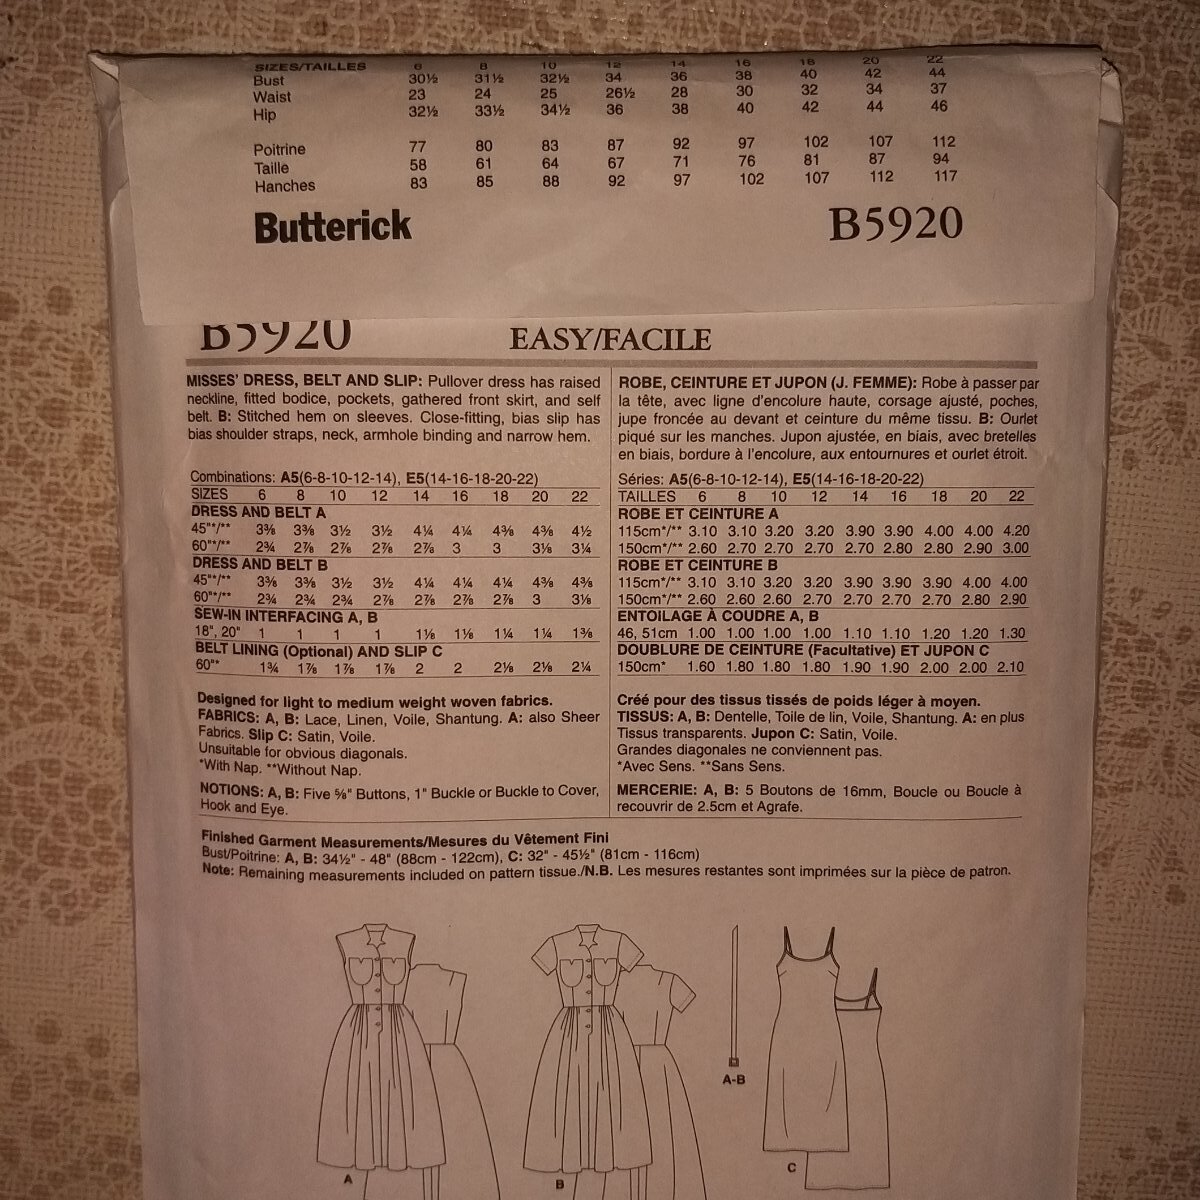 SIZES/TAILLES 6 8 10 12 14 16 18 20 22
Bust 30½ 31½ 32½ 34 36 38 40 42 44
Waist 23 24 25 26½ 28 30 32 34 37
Hip 32½ 33½ 34½ 36 38 40 42 44 46
Poitrine 77 80 83 87 92 97 102 107 112
Taille 58 61 64 67 71 76 81 87 94
Hanches 83 85 88 92 97 102 107 112 117
Butterick B5920
B5920 EASY/FACILE
MISSES' DRESS, BELT AND SLIP: Pullover dress has raised
neckline, fitted bodice, pockets, gathered front skirt, and self
belt. B: Stitched hem on sleeves. Close-fitting, bias slip has
bias shoulder straps, neck, armhole binding and narrow hem.
Combinations: A5(6-8-10-12-14), E5(14-16-18-20-22)
SIZES 6 8 10 12 14 16 18 20 22
DRESS AND BELT A
45"*/** 3⅜ 3⅜ 3½ 3½ 4¼ 4¼ 4⅜ 4⅜ 4½
60"*/** 2¾ 2⅞ 2⅞ 2⅞ 2⅞ 3 3 3⅛ 3¼
DRESS AND BELT B
45"*/** 3⅜ 3⅜ 3½ 3½ 4¼ 4¼ 4¼ 4⅜ 4⅜
60"*/** 2¾ 2¾ 2¾ 2⅞ 2⅞ 2⅞ 2⅞ 3 3⅛
SEW-IN INTERFACING A, B
18", 20" 1 1 1 1 1⅛ 1⅛ 1¼ 1¼ 1⅜
BELT LINING (Optional) AND SLIP C
60"* 1¾ 1⅞ 1⅞ 1⅞ 2 2 2⅛ 2⅛ 2¼
Designed for light to medium weight woven fabrics.
FABRICS: A, B: Lace, Linen, Voile, Shantung. A: also Sheer
Fabrics. Slip C: Satin, Voile.
Unsuitable for obvious diagonals.
*With Nap. **Without Nap.
NOTIONS: A, B: Five ⅝" Buttons, 1" Buckle or Buckle to Cover,
Hook and Eye.
ROBE, CEINTURE ET JUPON (J. FEMME): Robe à passer par
la tête, avec ligne d'encolure haute, corsage ajusté, poches,
jupe froncée au devant et ceinture du même tissu. B: Ourlet
piqué sur les manches. Jupon ajustée, en biais, avec bretelles
en biais, bordure à l'encolure, aux entournures et ourlet étroit.
Séries: A5(6-8-10-12-14), E5(14-16-18-20-22)
TAILLES 6 8 10 12 14 16 18 20 22
ROBE ET CEINTURE A
115cm*/** 3.10 3.10 3.20 3.20 3.90 3.90 4.00 4.00 4.20
150cm*/** 2.60 2.70 2.70 2.70 2.70 2.80 2.80 2.90 3.00
ROBE ET CEINTURE B
115cm*/** 3.10 3.10 3.20 3.20 3.90 3.90 3.90 4.00 4.00
150cm*/** 2.60 2.60 2.60 2.70 2.70 2.70 2.70 2.80 2.90
ENTOILAGE À COUDRE A, B
46, 51cm 1.00 1.00 1.00 1.00 1.10 1.10 1.20 1.20 1.30
DOUBLURE DE CEINTURE (Facultative) ET JUPON C
150cm* 1.60 1.80 1.80 1.80 1.90 1.90 2.00 2.00 2.10
Créé pour des tissus tissés de poids léger à moyen.
TISSUS: A, B: Dentelle, Toile de lin, Voile, Shantung. A: en plus
Tissus transparents. Jupon C: Satin, Voile.
Grandes diagonales ne conviennent pas.
*Avec Sens. **Sans Sens.
MERCERIE: A, B: 5 Boutons de 16mm, Boucle ou Boucle à
recouvrir de 2.5cm et Agrafe.
Finished Garment Measurements/Mesures du Vêtement Fini
Bust/Poitrine: A, B: 34½" - 48" (88cm - 122cm), C: 32" - 45½" (81cm - 116cm)
Note: Remaining measurements included on pattern tissue./N.B. Les mesures restantes sont imprimées sur la pièce de patron.
A-B
A B C